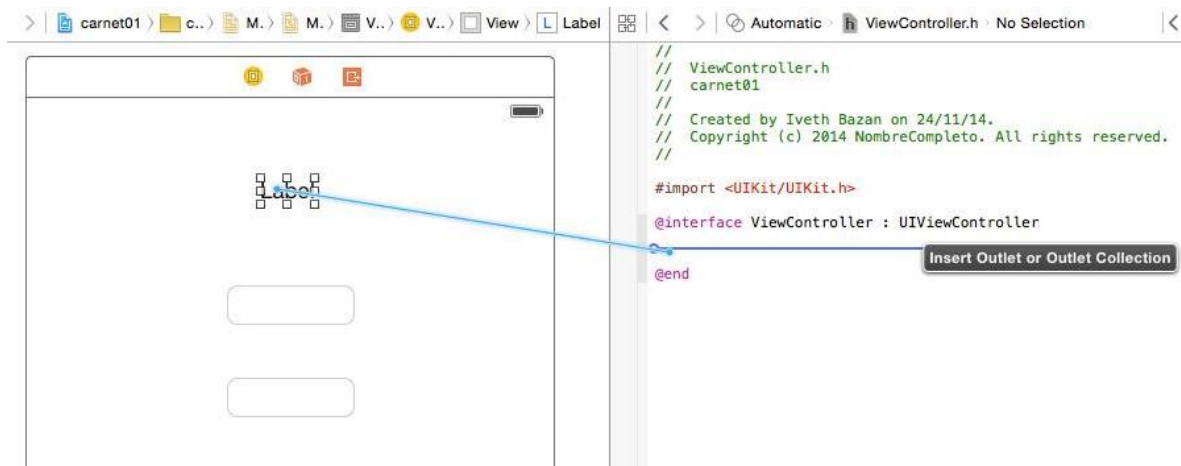 carnet01 c.. M. M. V.. V.. View L Label
Automatic h ViewController.h No Selection
//
// ViewController.h
// carnet01
//
// Created by Iveth Bazan on 24/11/14.
// Copyright (c) 2014 NombreCompleto. All rights reserved.
//
#import <UIKit/UIKit.h>
@interface ViewController : UIViewController
Insert Outlet or Outlet Collection
@end
Label